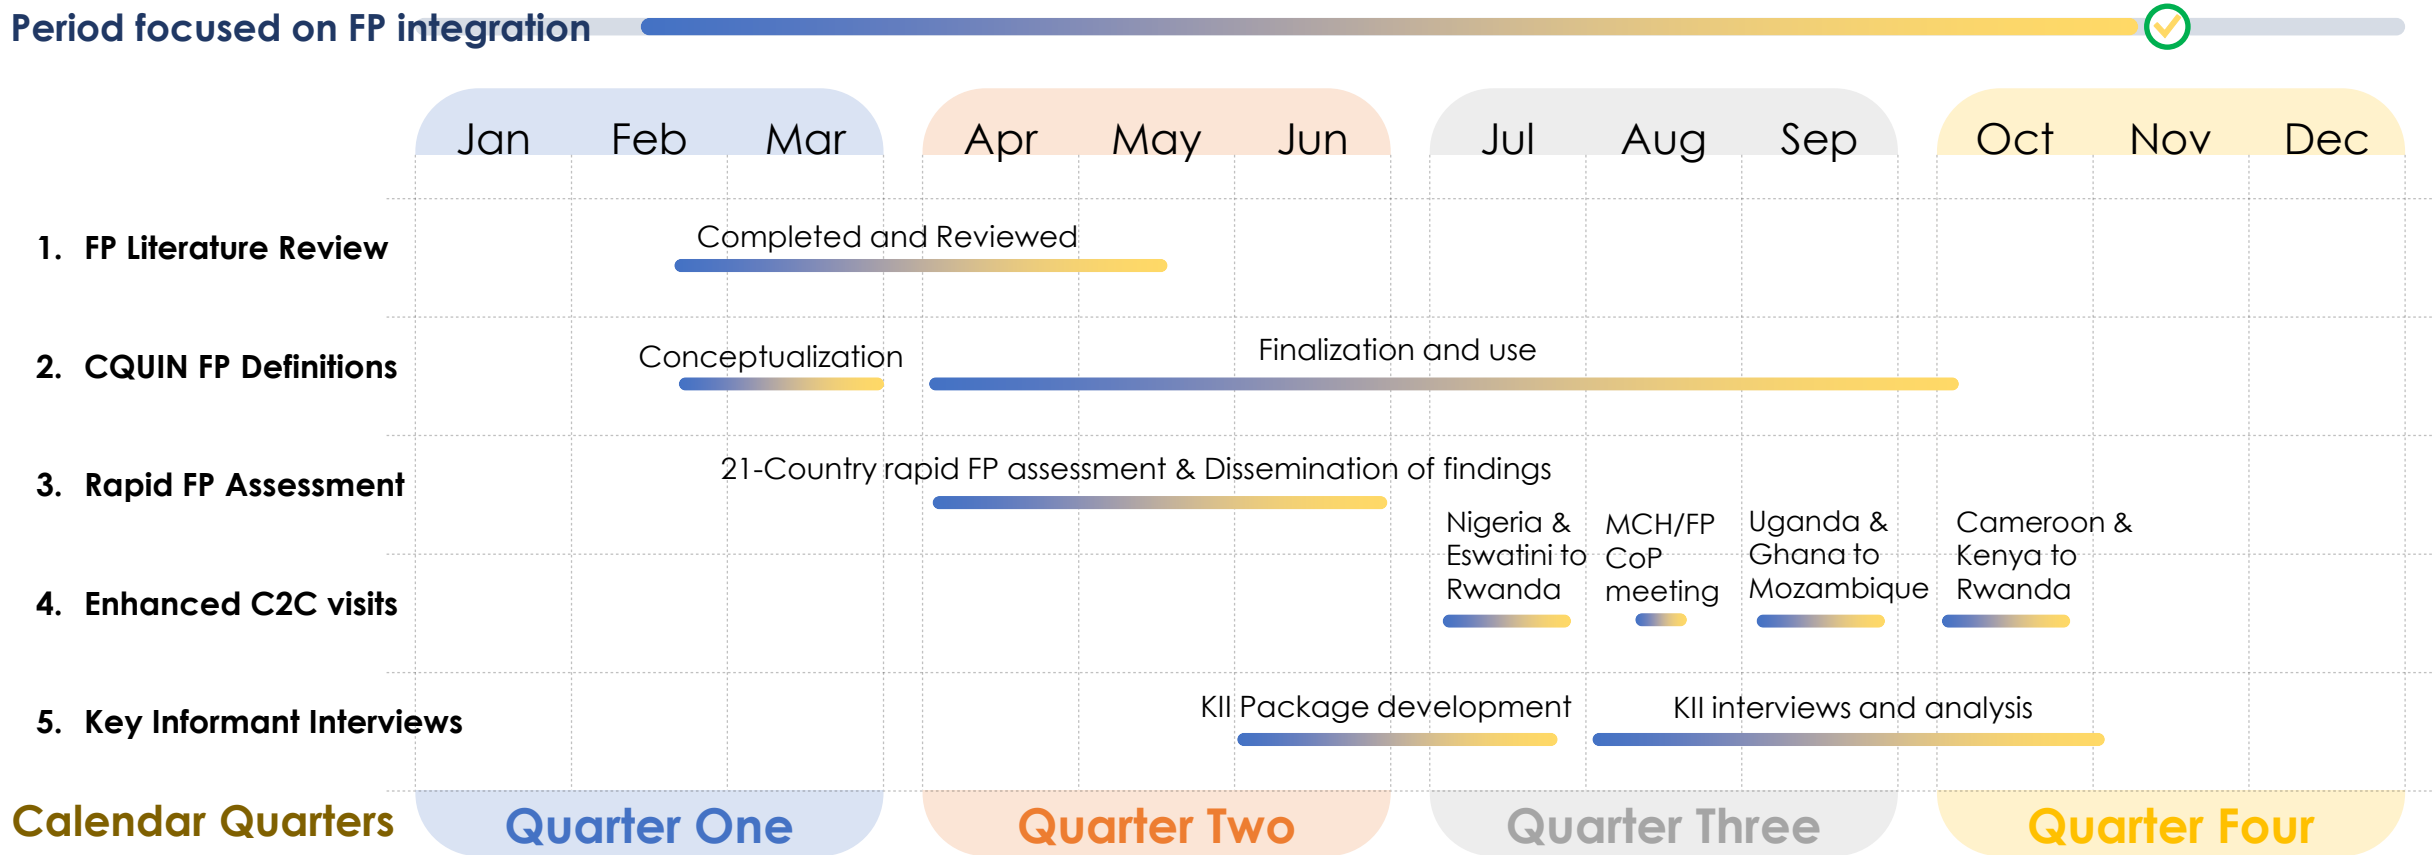 Period focused on FP integration
Jan Feb Mar Apr May Jun Jul Aug Sep Oct Nov Dec
1. FP Literature Review
Completed and Reviewed
2. CQUIN FP Definitions
Conceptualization
Finalization and use
3. Rapid FP Assessment
21-Country rapid FP assessment & Dissemination of findings
4. Enhanced C2C visits
Nigeria &
Eswatini to
Rwanda
MCH/FP
CoP
meeting
Uganda &
Ghana to
Mozambique
Cameroon &
Kenya to
Rwanda
5. Key Informant Interviews
KII Package development
KII interviews and analysis
Calendar Quarters
Quarter One
Quarter Two
Quarter Three
Quarter Four